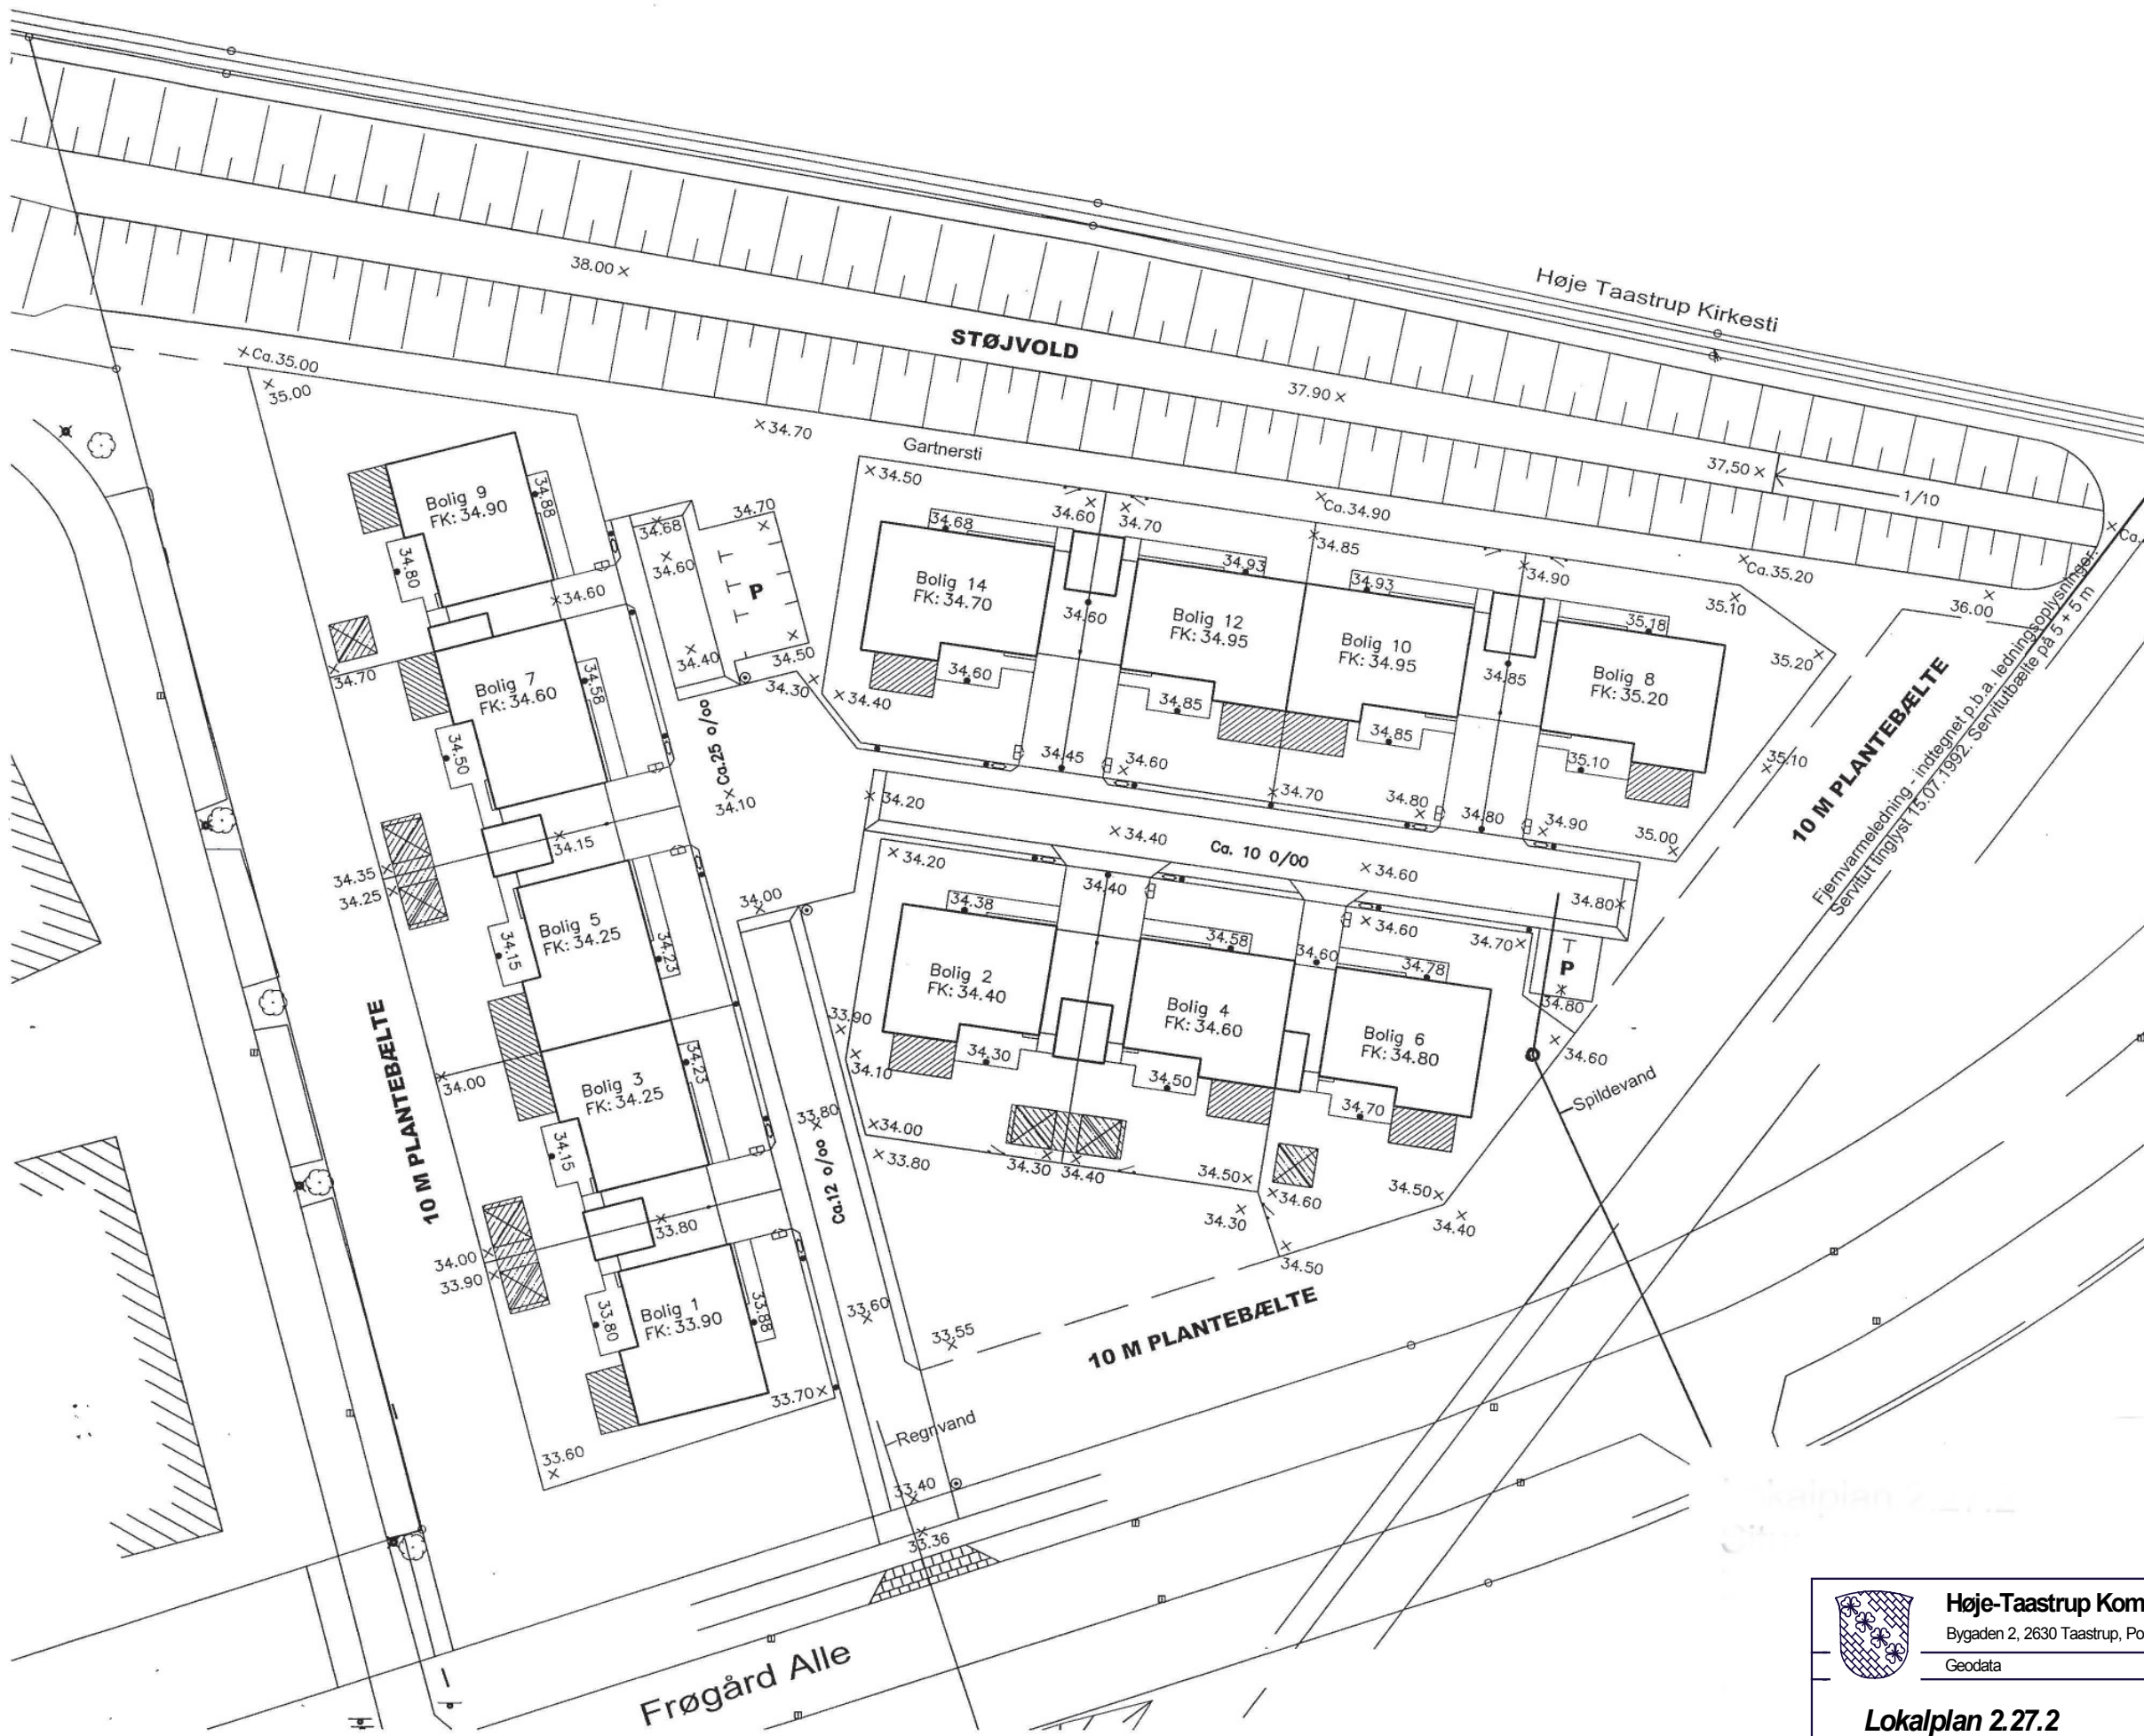 Høje Taastrup Kirkesti
38.00
STØJVOLD
37.90
37,50
1/10
Ca.35.00
35.00
34.70
Gartnersti
34.50
Ca.34.90
Ca.35.20
36.00
Ca.
Bolig 9
FK: 34.90
34.88
34.80
34.60
34.68
34.60
34.70
P
34.40
34.50
34.30
34.40
34.68
34.60
34.70
34.85
34.90
35.10
35.20
Bolig 14
FK: 34.70
34.60
34.60
34.93
Bolig 12
FK: 34.95
34.85
34.93
Bolig 10
FK: 34.95
34.85
34.85
35.18
Bolig 8
FK: 35.20
35.10
35.10
34.70
Bolig 7
FK: 34.60
34.58
34.50
Ca.25 o/oo
34.10
34.45
34.60
34.70
34.80
34.80
34.90
35.00
10 M PLANTEBÆLTE
Fjernvarmeledning - indtegnet p.b.a. ledningsoplysninger.
Servitut tinglyst 15.07.1992. Servitutbælte på 5 + 5 m
34.20
34.40
Ca. 10 0/00
34.60
34.80
34.15
34.35
34.25
Bolig 5
FK: 34.25
34.15
34.23
34.00
34.20
34.40
34.38
Bolig 2
FK: 34.40
34.30
34.58
34.60
Bolig 4
FK: 34.60
34.50
34.60
34.78
Bolig 6
FK: 34.80
34.70
34.70
P
34.80
34.60
Spildevand
33.90
34.10
10 M PLANTEBÆLTE
34.00
Bolig 3
FK: 34.25
34.23
34.15
33.80
Ca.12 o/oo
34.00
33.80
34.30
34.40
34.50
34.60
34.50
34.30
34.40
34.50
33.80
34.00
33.90
Bolig 1
FK: 33.90
33.88
33.80
33.60
33.55
10 M PLANTEBÆLTE
33.70
33.60
Regnvand
33.40
33.36
Frøgård Alle
Høje-Taastrup Kom
Bygaden 2, 2630 Taastrup, Po
Geodata
Lokalplan 2.27.2